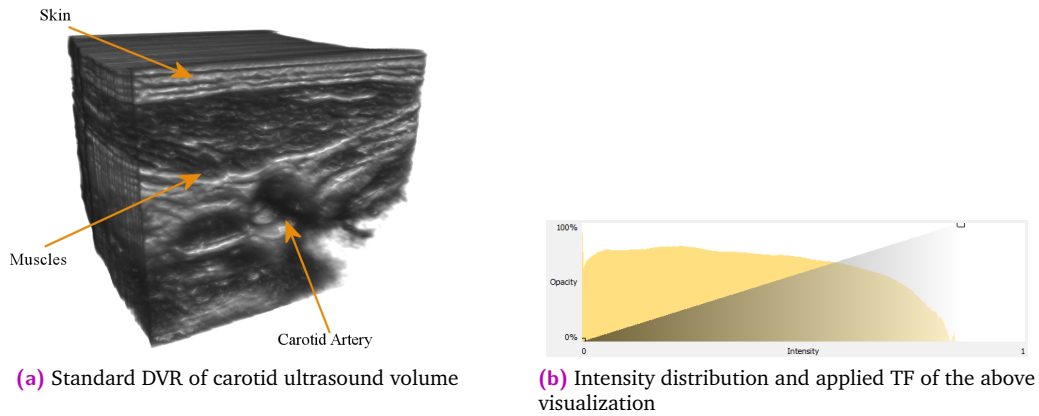 Skin
Muscles
Carotid Artery
(a) Standard DVR of carotid ultrasound volume
100%
Opacity
0%
0
Intensity
1
(b) Intensity distribution and applied TF of the above
visualization